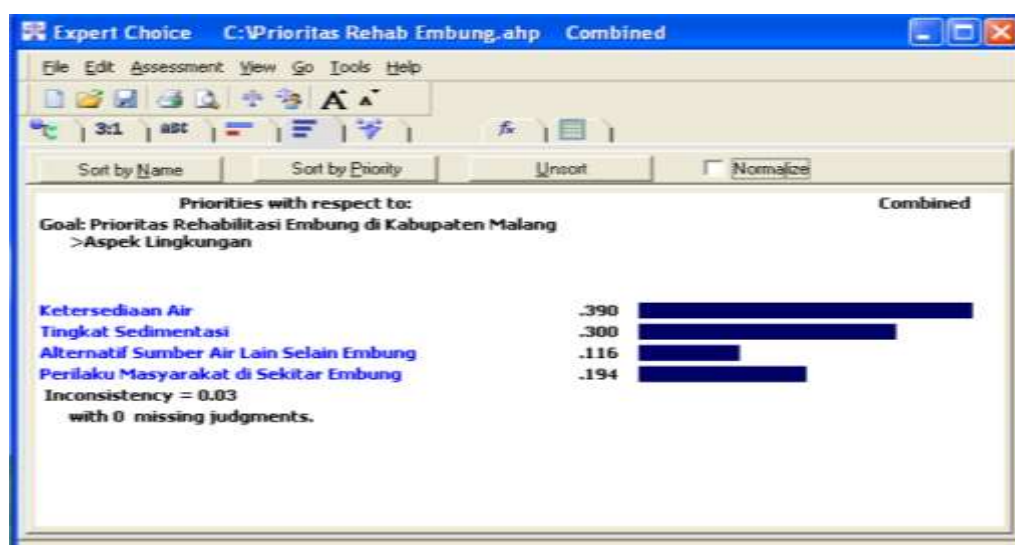 Expert Choice C:\Prioritas Rehab Embung.ahp Combined
File Edit Assessment View Go Tools Help
A A
3:1 ABC fx
Sort by Name Sort by Priority Unsort Normalize
Priorities with respect to: Combined
Goal: Prioritas Rehabilitasi Embung di Kabupaten Malang
>Aspek Lingkungan
Ketersediaan Air .390
Tingkat Sedimentasi .300
Alternatif Sumber Air Lain Selain Embung .116
Perilaku Masyarakat di Sekitar Embung .194
Inconsistency = 0.03
with 0 missing judgments.